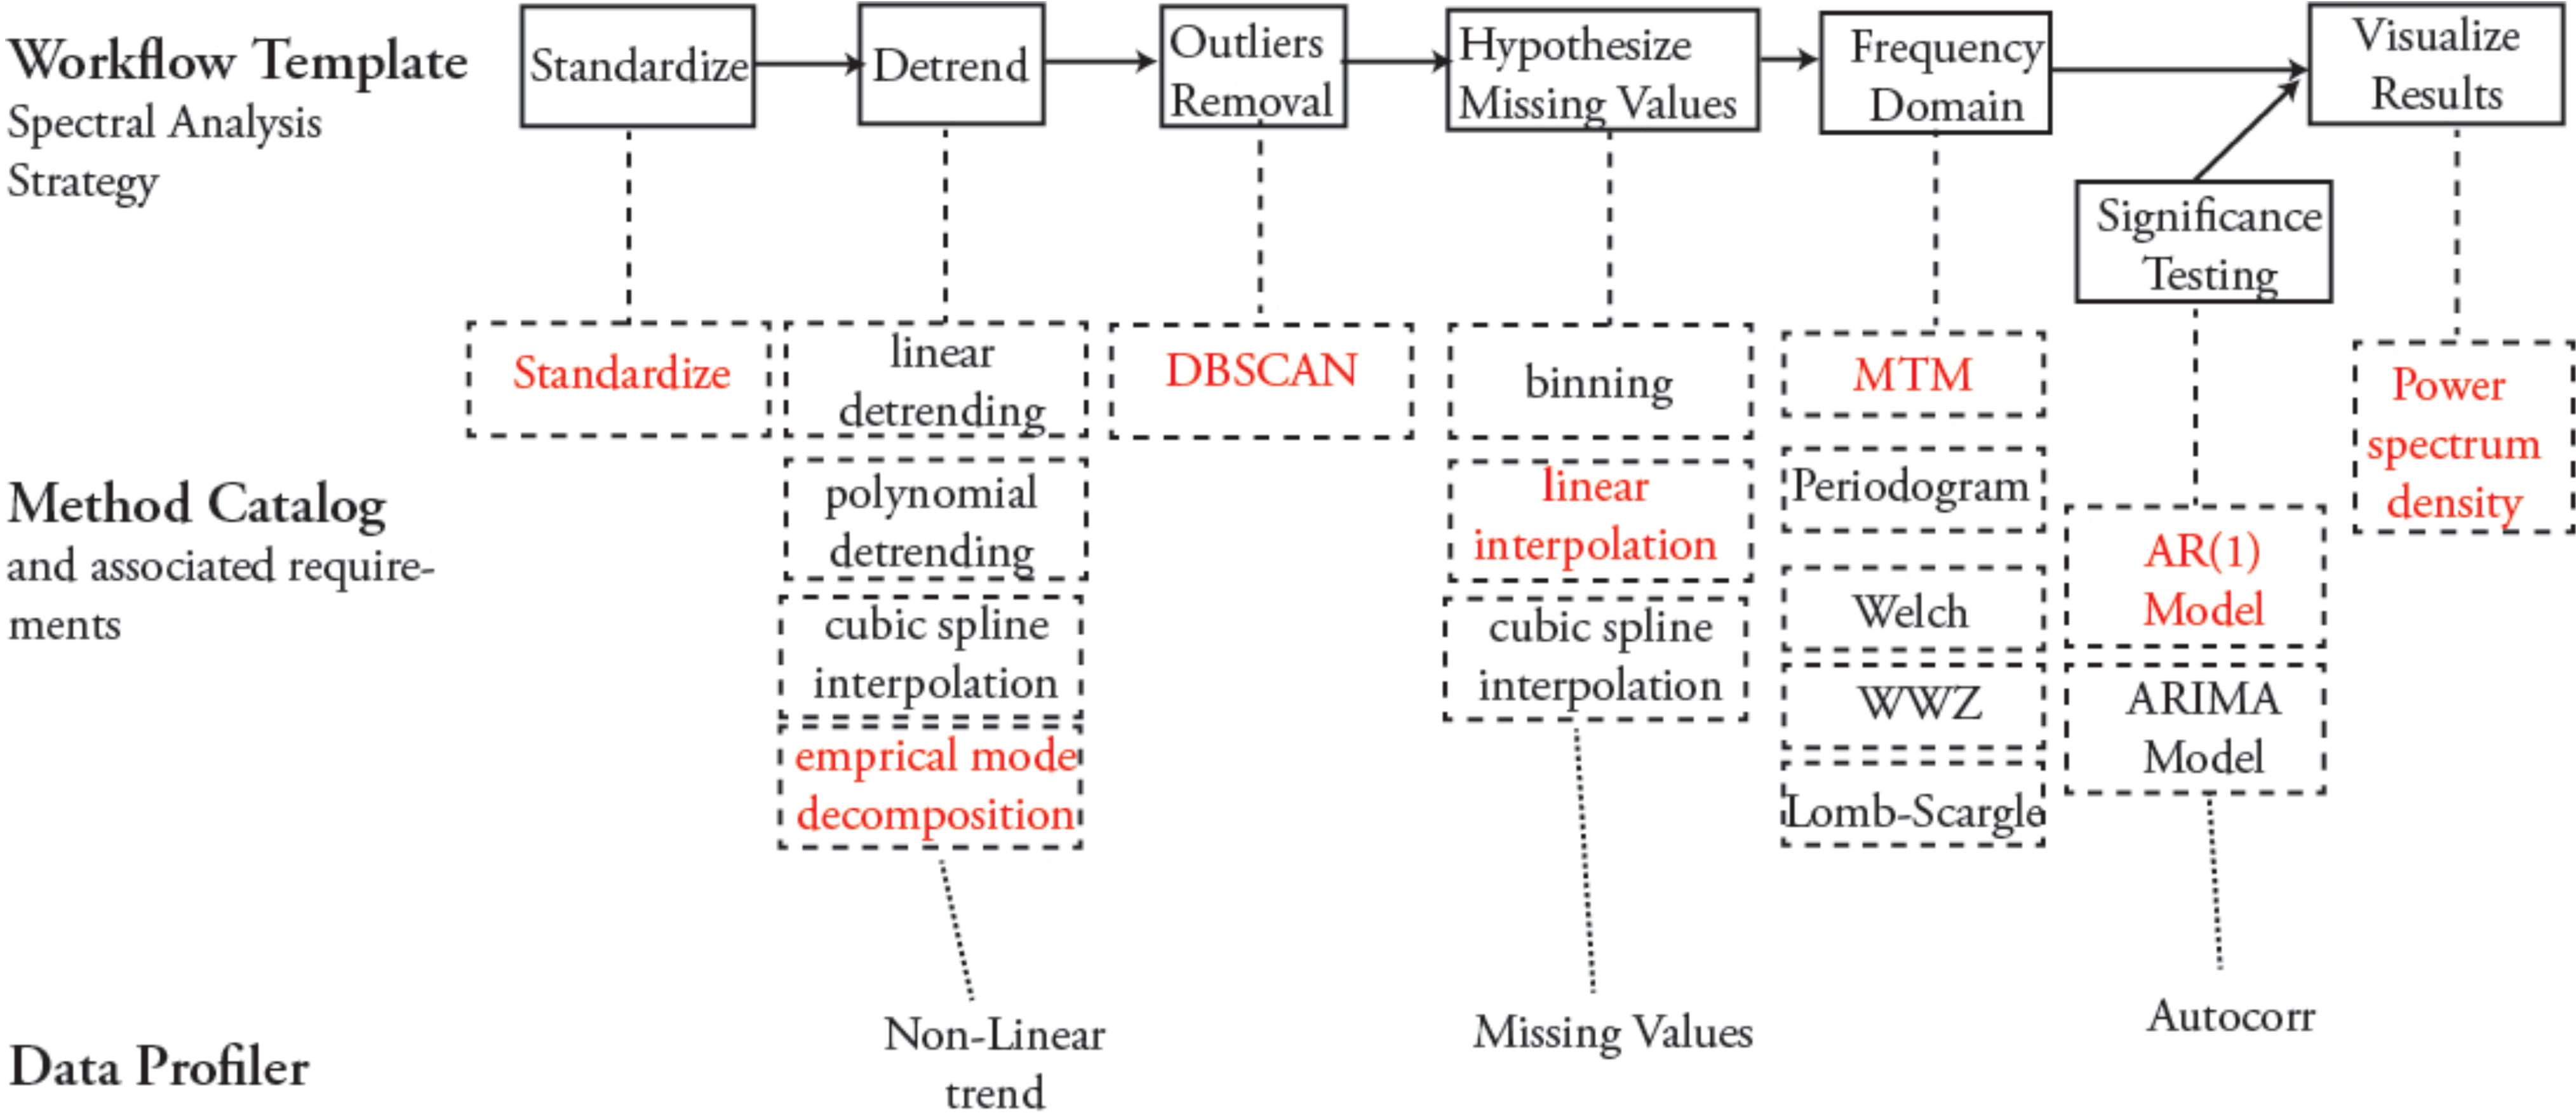 Workflow Template
Spectral Analysis
Strategy
Standardize
Detrend
Outliers
Removal
Hypothesize
Missing Values
Frequency
Domain
Visualize
Results
Significance
Testing
Method Catalog
and associated require-
ments
Standardize
linear
detrending
polynomial
detrending
cubic spline
interpolation
emprical mode
decomposition
DBSCAN
binning
linear
interpolation
cubic spline
interpolation
MTM
Periodogram
Welch
WWZ
Lomb-Scargle
AR(1)
Model
ARIMA
Model
Power
spectrum
density
Data Profiler
Non-Linear
trend
Missing Values
Autocorr